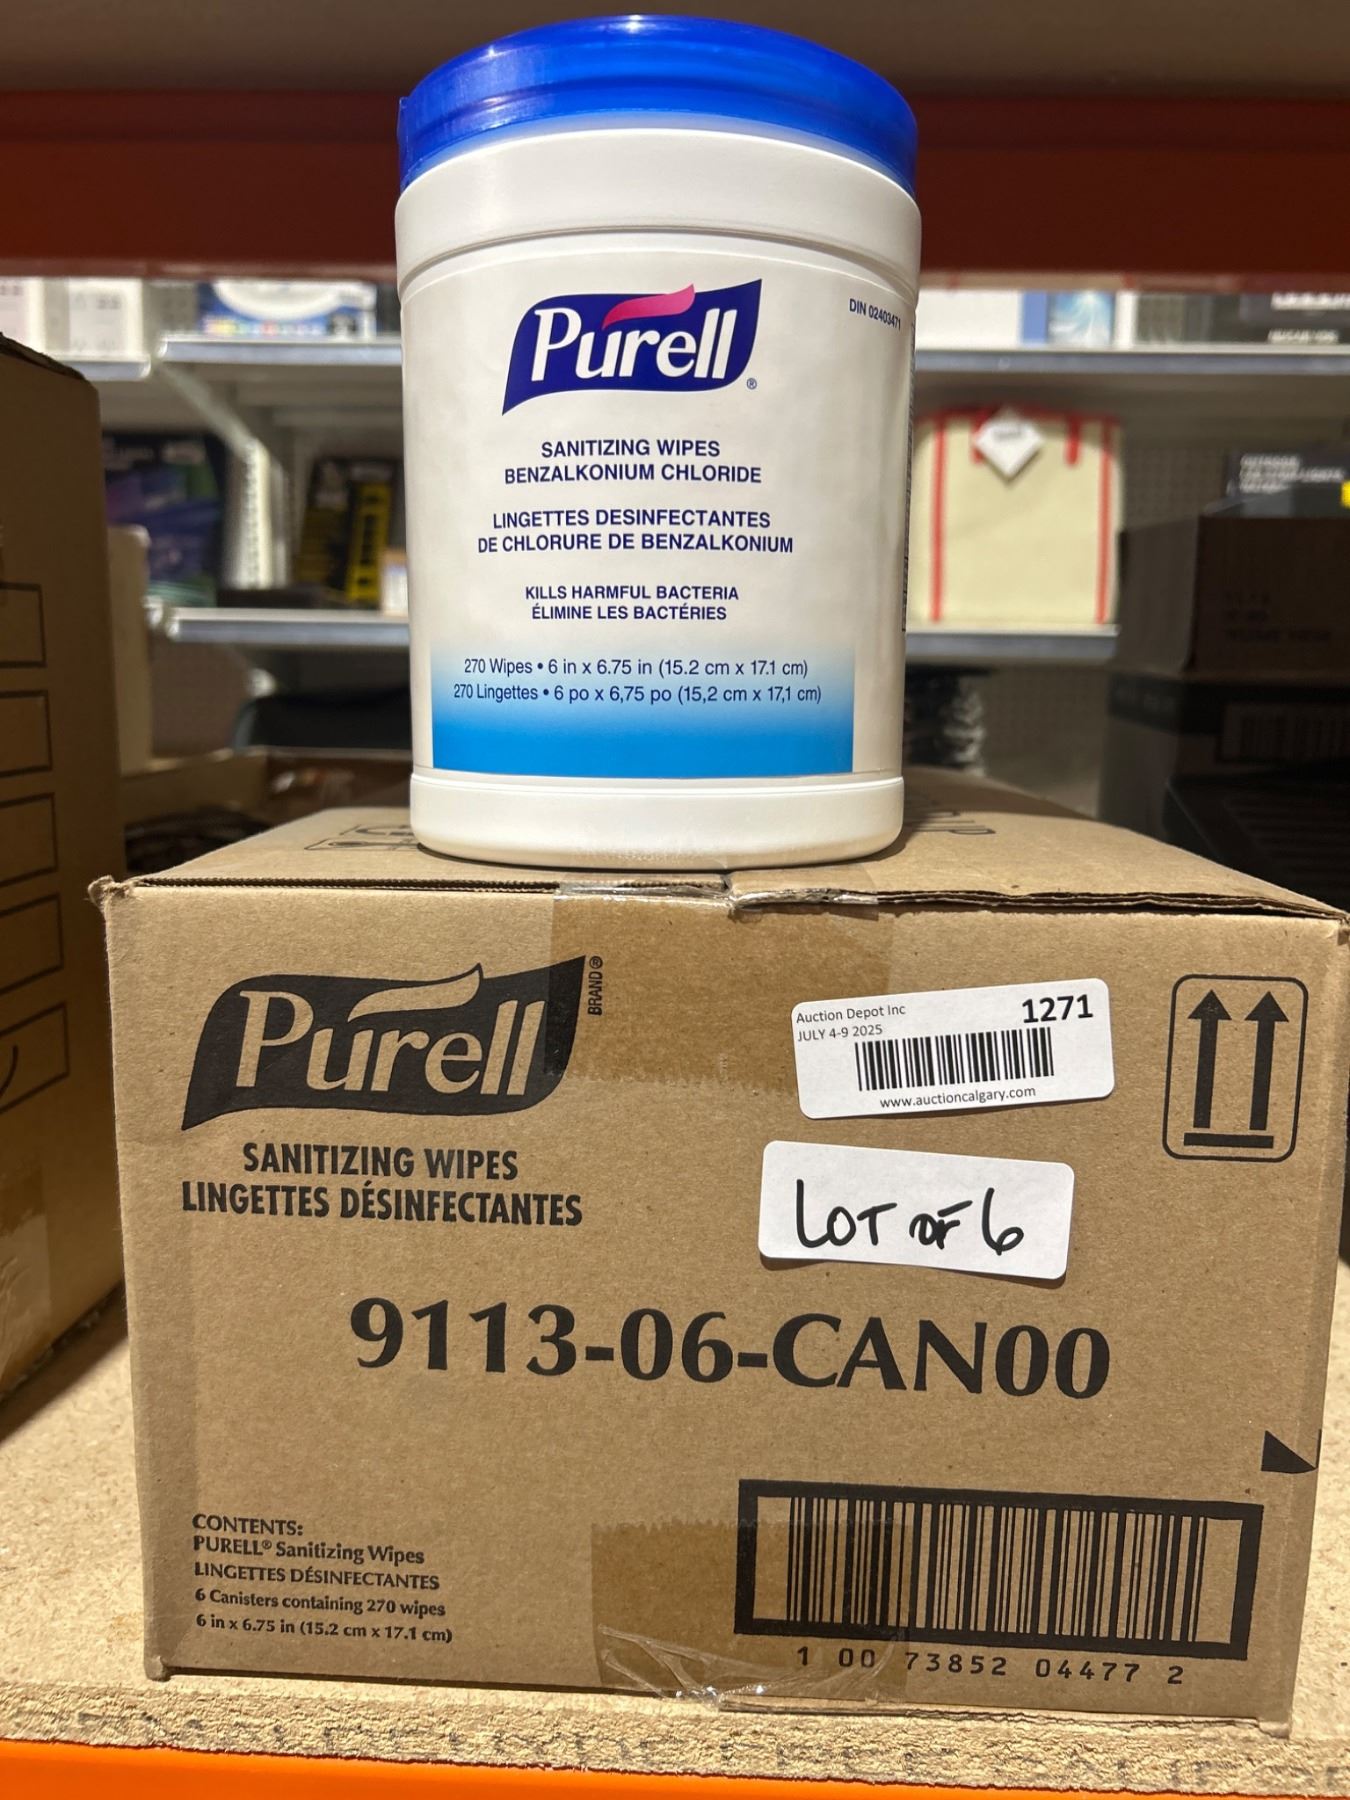 Purell®
DIN 02403471
SANITIZING WIPES
BENZALKONIUM CHLORIDE
LINGETTES DESINFECTANTES
DE CHLORURE DE BENZALKONIUM
KILLS HARMFUL BACTERIA
ÉLIMINE LES BACTÉRIES
270 Wipes • 6 in x 6.75 in (15.2 cm x 17.1 cm)
270 Lingettes • 6 po x 6,75 po (15,2 cm x 17,1 cm)
Purell
BRAND®
SANITIZING WIPES
LINGETTES DÉSINFECTANTES
Auction Depot Inc
1271
JULY 4-9 2025
www.auctioncalgary.com
LOT OF 6
9113-06-CAN00
CONTENTS:
PURELL® Sanitizing Wipes
LINGETTES DÉSINFECTANTES
6 Canisters containing 270 wipes
6 in x 6.75 in (15.2 cm x 17.1 cm)
1 00 73852 04477 2